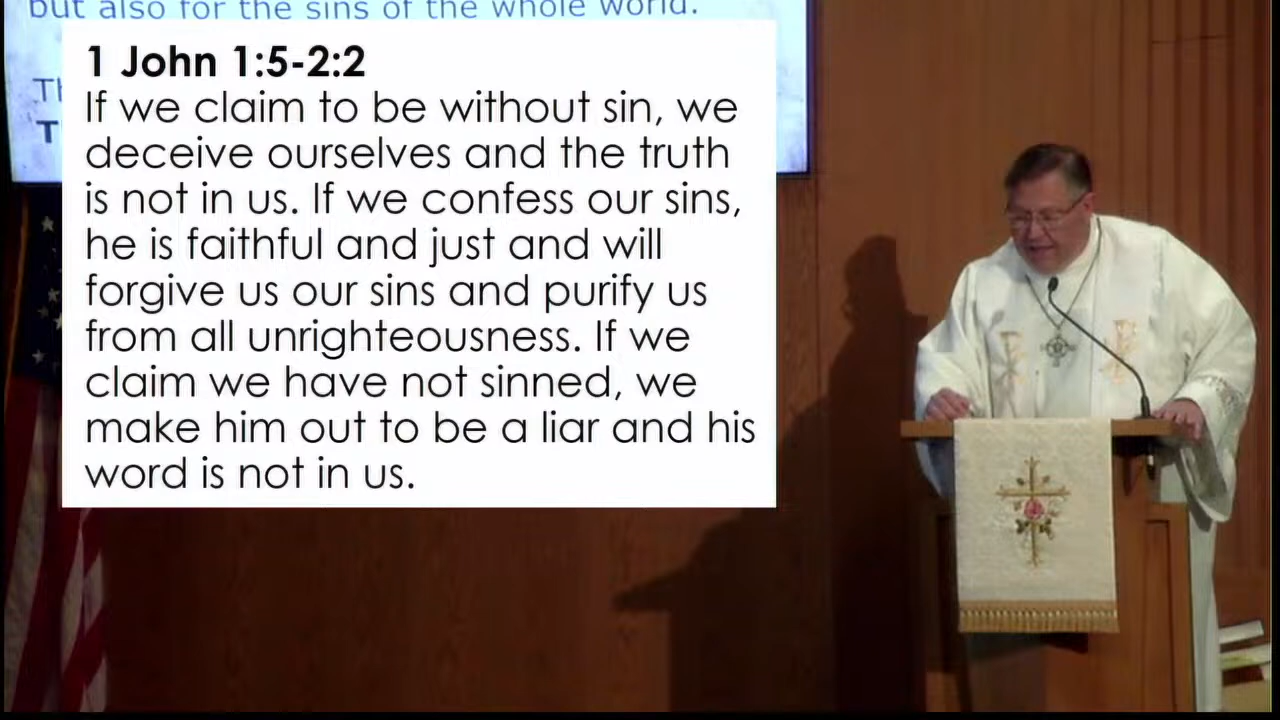 but also for the sins of the whole world.
1 John 1:5-2:2
If we claim to be without sin, we
deceive ourselves and the truth
is not in us. If we confess our sins,
he is faithful and just and will
forgive us our sins and purify us
from all unrighteousness. If we
claim we have not sinned, we
make him out to be a liar and his
word is not in us.